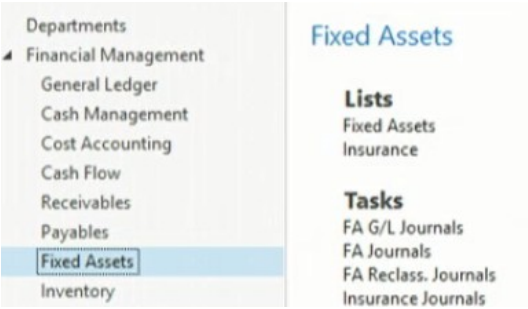 Departments
Financial Management
General Ledger
Cash Management
Cost Accounting
Cash Flow
Receivables
Payables
Fixed Assets
Inventory
Fixed Assets
Lists
Fixed Assets
Insurance
Tasks
FA G/L Journals
FA Journals
FA Reclass. Journals
Insurance Journals